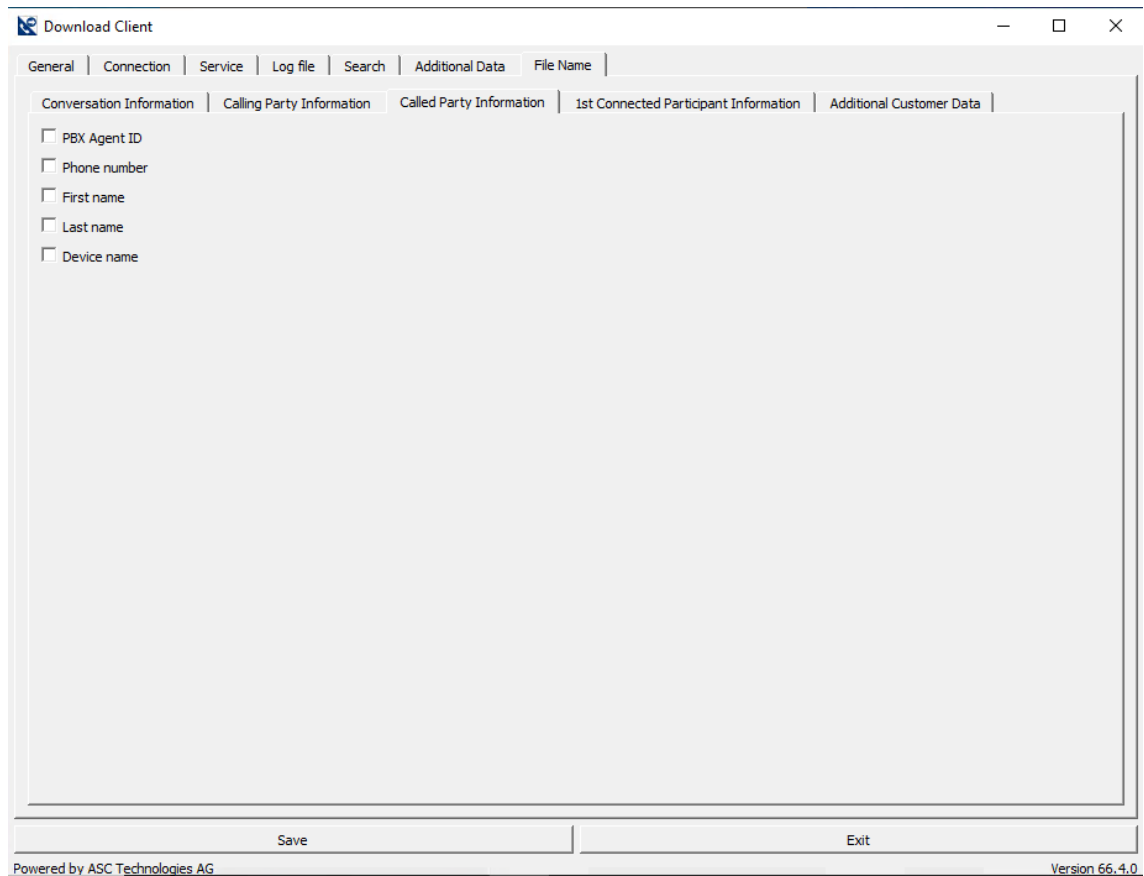 Download Client
General Connection Service Log file Search Additional Data File Name
Conversation Information Calling Party Information Called Party Information 1st Connected Participant Information Additional Customer Data
PBX Agent ID
Phone number
First name
Last name
Device name
Save Exit
Powered by ASC Technologies AG Version 66.4.0